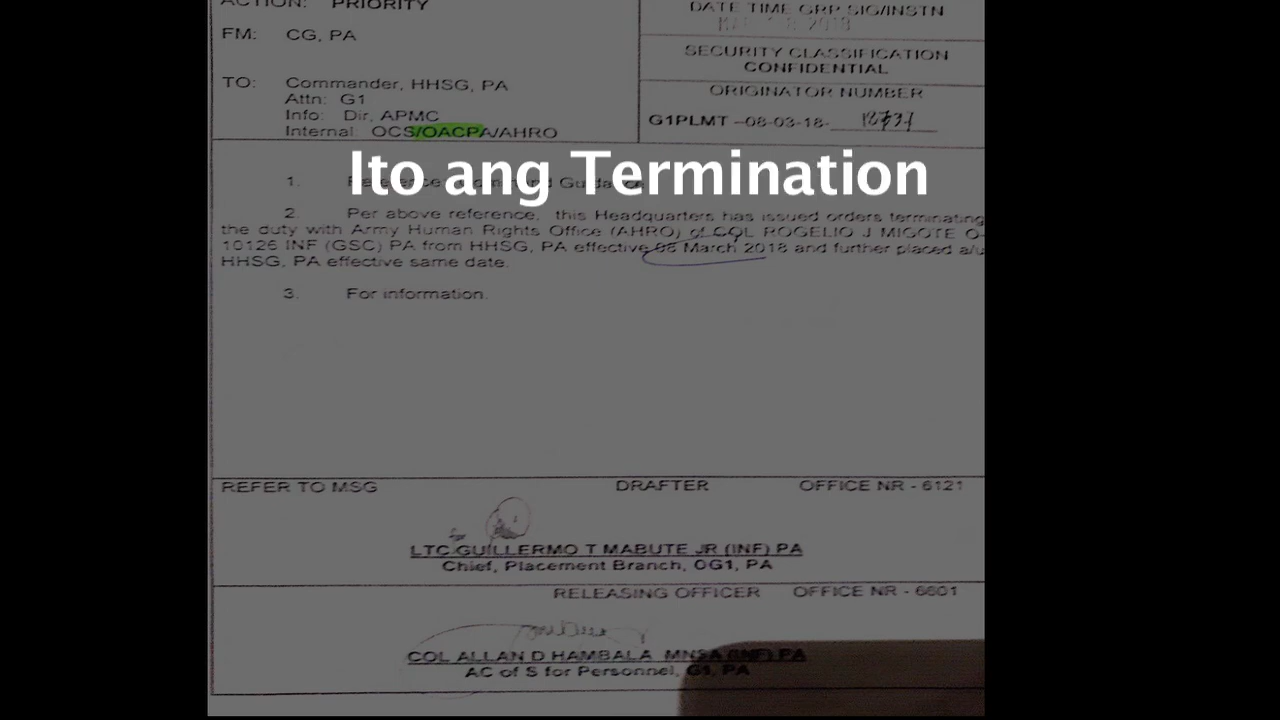 ACTION: PRIORITY
DATE TIME GRP SIG/INSTN
2018
FM: CG, PA
SECURITY CLASSIFICATION
CONFIDENTIAL
TO: Commander, HHSG, PA
Attn: G1
Info: Dir, APMC
Internal: OCS/OACPA/AHRO
ORIGINATOR NUMBER
G1PLMT -08-03-18-
Ito ang Termination
1. Reference:
2. Per above reference, this Headquarters has issued orders terminating
the duty with Army Human Rights Office (AHRO) of COL ROGELIO J MIGOTE O-
10126 INF (GSC) PA from HHSG, PA effective 08 March 2018 and further placed a/u
HHSG, PA effective same date.
3. For information.
REFER TO MSG DRAFTER OFFICE NR - 6121
LTC GUILLERMO T MABUTE JR (INF) PA
Chief, Placement Branch, OG1, PA
RELEASING OFFICER OFFICE NR - 6601
COL ALLAN D HAMBALA MNSA (INF) PA
AC of S for Personnel, G1, PA